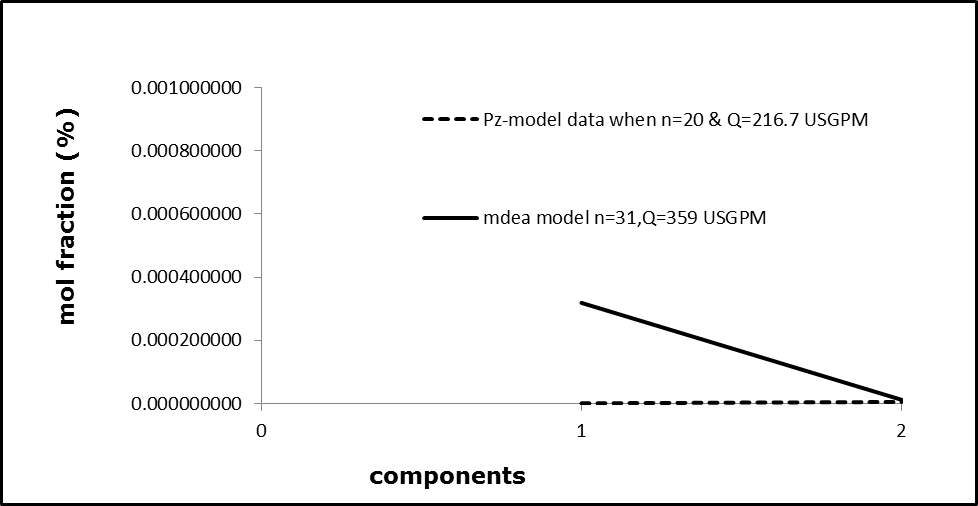 0.001000000
0.000800000
0.000600000
0.000400000
0.000200000
0.000000000
mol fraction (%)
Pz-model data when n=20 & Q=216.7 USGPM
mdea model n=31,Q=359 USGPM
0 1 2
components